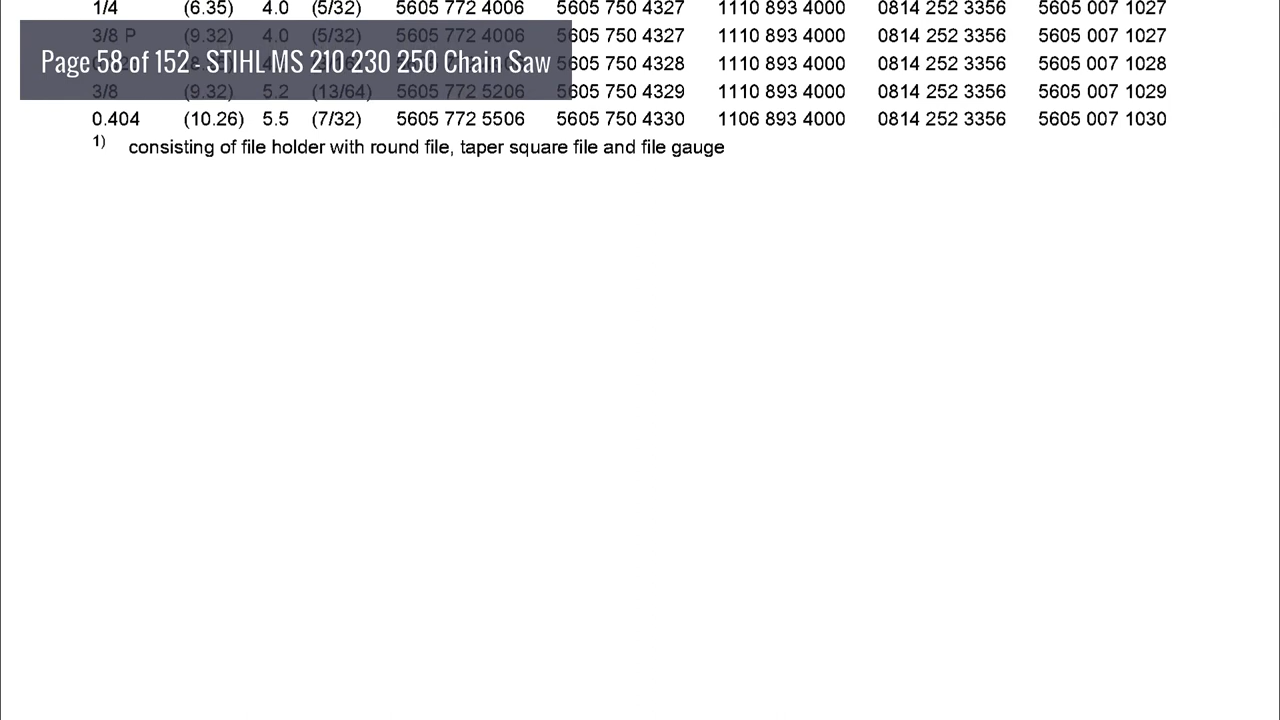 1/4 (6.35) 4.0 (5/32) 5605 772 4006 5605 750 4327 1110 893 4000 0814 252 3356 5605 007 1027
3/8 P (9.32) 4.0 (5/32) 5605 772 4006 5605 750 4327 1110 893 4000 0814 252 3356 5605 007 1027
Page 58 of 152 - STIHL MS 210 230 250 Chain Saw
5605 750 4328 1110 893 4000 0814 252 3356 5605 007 1028
3/8 (9.32) 5.2 (13/64) 5605 772 5206 5605 750 4329 1110 893 4000 0814 252 3356 5605 007 1029
0.404 (10.26) 5.5 (7/32) 5605 772 5506 5605 750 4330 1106 893 4000 0814 252 3356 5605 007 1030
1) consisting of file holder with round file, taper square file and file gauge